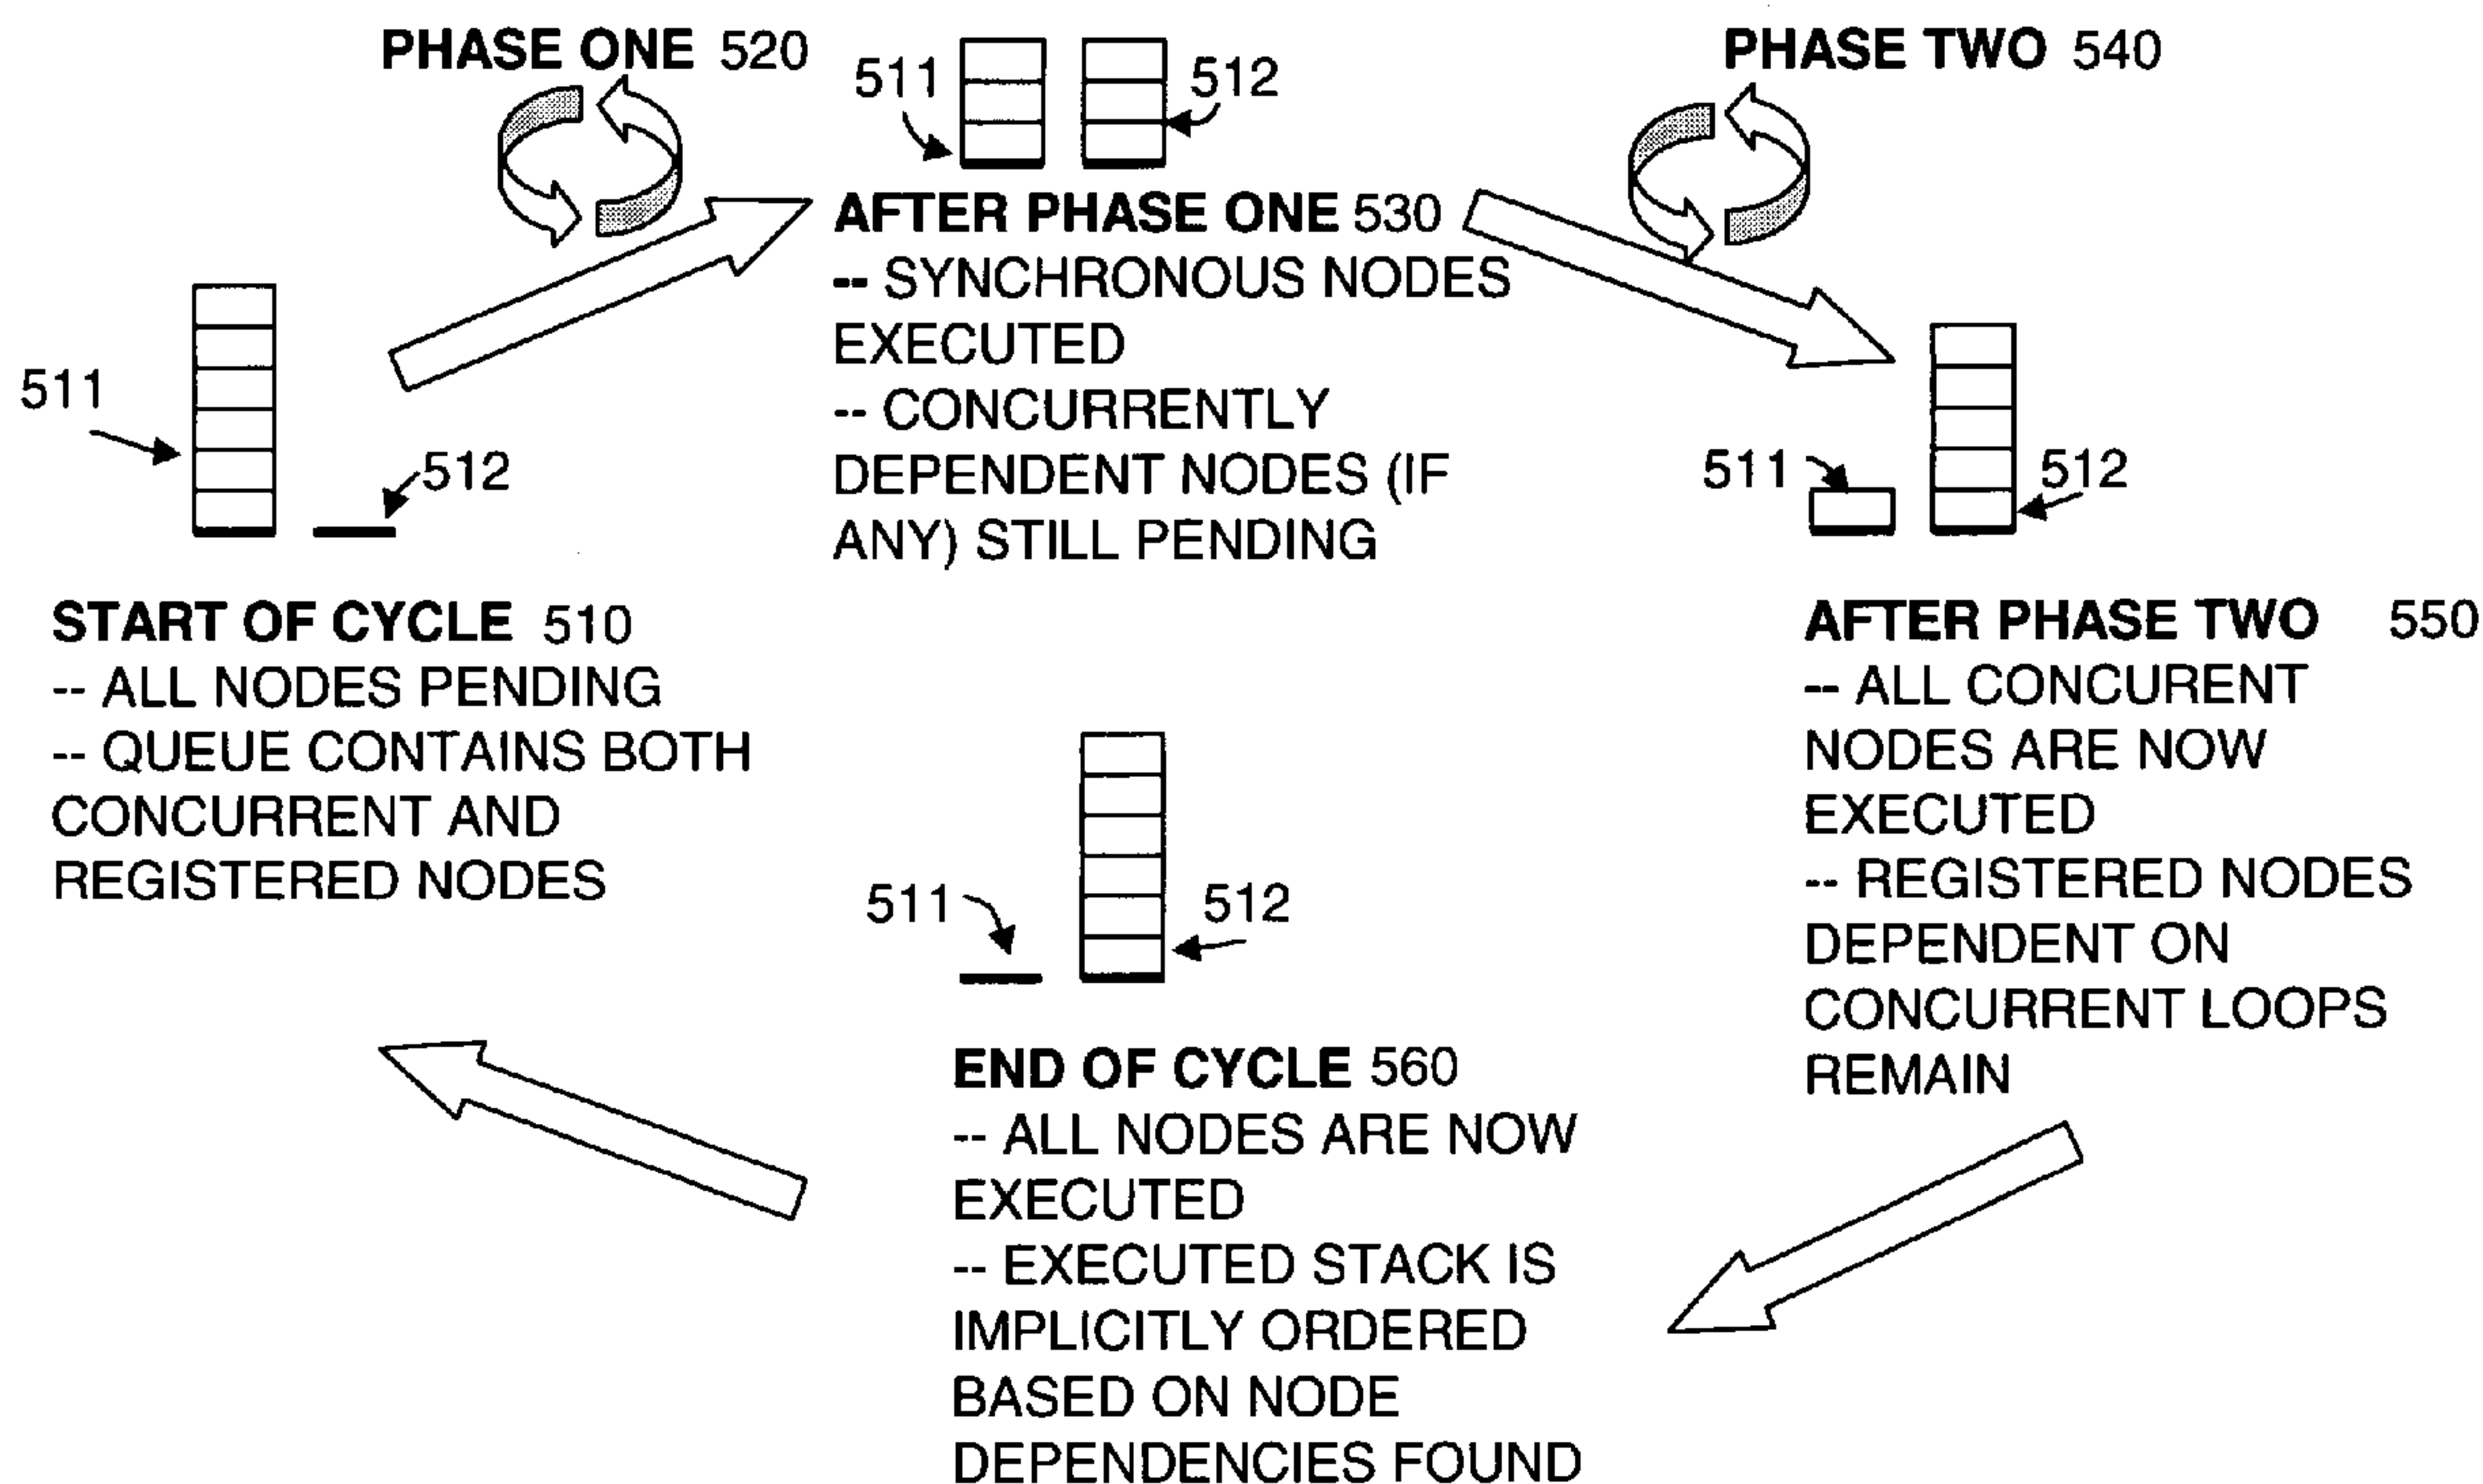 PHASE ONE 520
511
512
PHASE TWO 540
AFTER PHASE ONE 530
-- SYNCHRONOUS NODES
EXECUTED
-- CONCURRENTLY
DEPENDENT NODES (IF
ANY) STILL PENDING
511
512
511
512
START OF CYCLE 510
-- ALL NODES PENDING
-- QUEUE CONTAINS BOTH
CONCURRENT AND
REGISTERED NODES
AFTER PHASE TWO 550
-- ALL CONCURENT
NODES ARE NOW
EXECUTED
-- REGISTERED NODES
DEPENDENT ON
CONCURRENT LOOPS
REMAIN
511
512
END OF CYCLE 560
-- ALL NODES ARE NOW
EXECUTED
-- EXECUTED STACK IS
IMPLICITLY ORDERED
BASED ON NODE
DEPENDENCIES FOUND